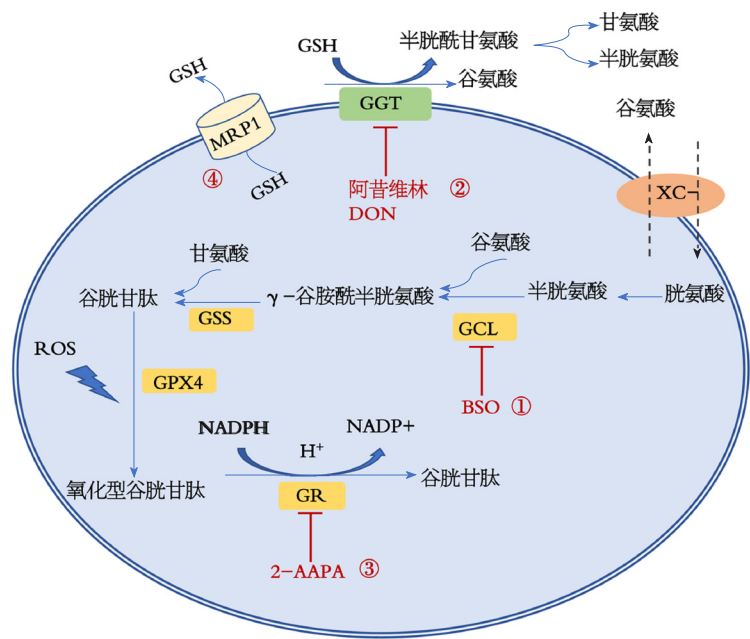 GSH
半胱酰甘氨酸
甘氨酸
半胱氨酸
谷氨酸
GGT
GSH
MRP1
GSH
④
阿昔维林
DON
②
谷氨酸
XC-
甘氨酸
谷氨酸
谷胱甘肽
γ-谷胺酰半胱氨酸
半胱氨酸
胱氨酸
GSS
GCL
ROS
GPX4
BSO ①
NADPH
H+
NADP+
氧化型谷胱甘肽
谷胱甘肽
GR
2-AAPA ③